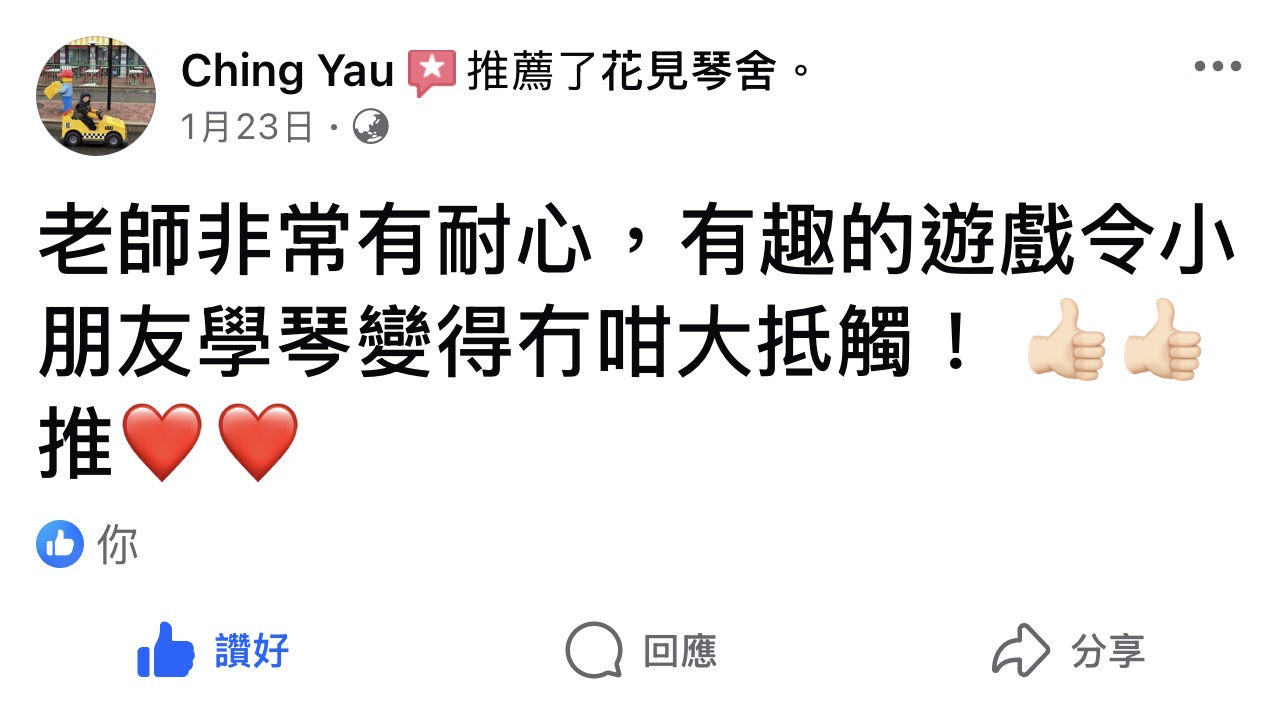 Ching Yau 推薦了花見琴舍。
1月23日 ·
老師非常有耐心，有趣的遊戲令小
朋友學琴變得冇咁大抵觸！ 👍🏻👍🏻
推❤️❤️
你
讚好
回應
分享